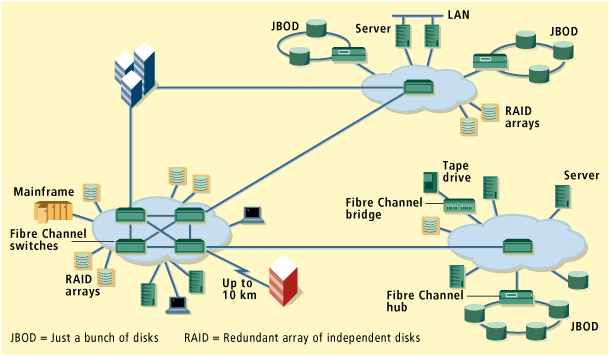 JBOD
Server
LAN
JBOD
RAID
arrays
Tape
drive
Server
Mainframe
Fibre Channel
bridge
Fibre Channel
switches
RAID
arrays
Up to
10 km
Fibre Channel
hub
JBOD
JBOD = Just a bunch of disks
RAID = Redundant array of independent disks